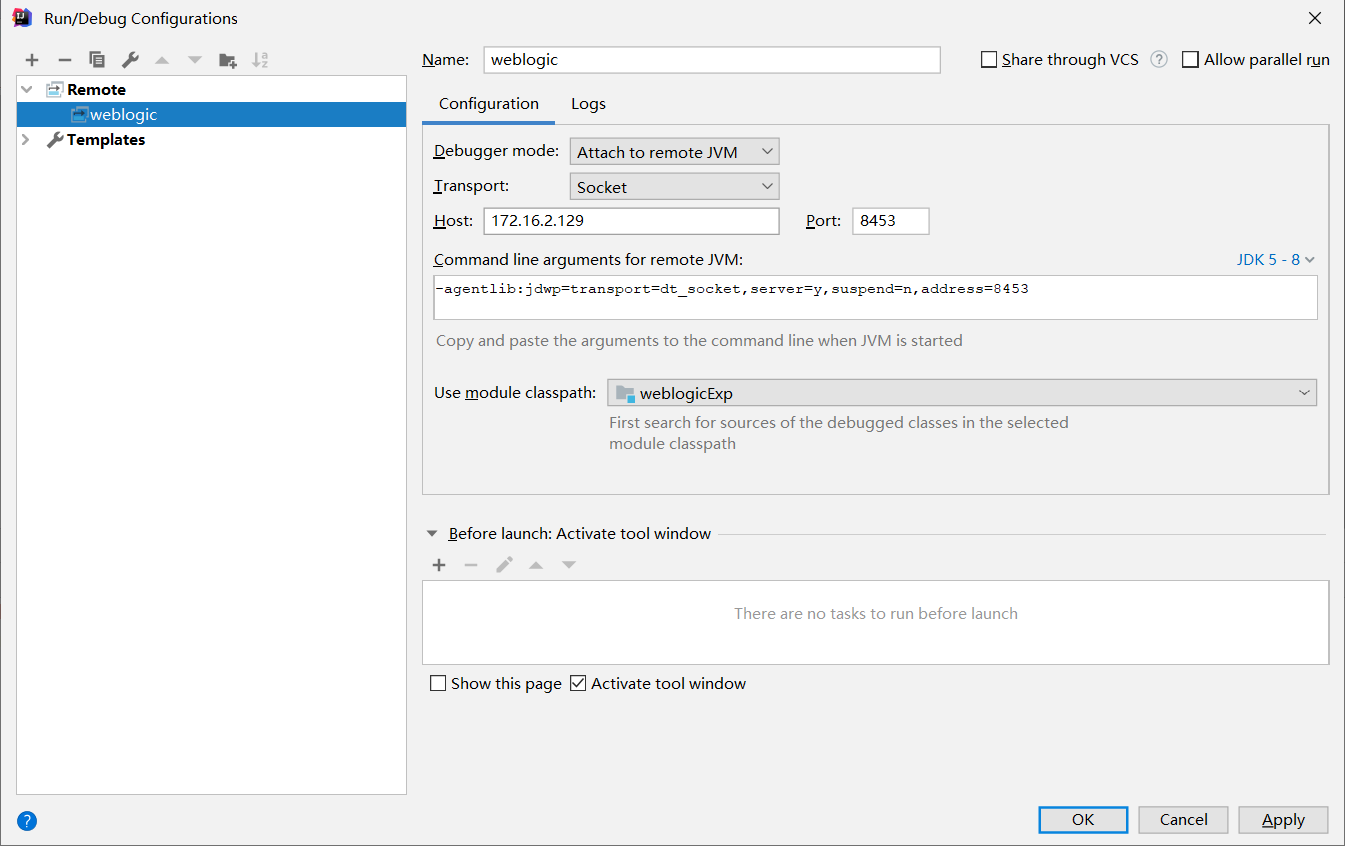 Run/Debug Configurations
Remote
weblogic
Templates
Name: weblogic
Share through VCS ?
Allow parallel run
Configuration Logs
Debugger mode: Attach to remote JVM
Transport: Socket
Host: 172.16.2.129 Port: 8453
Command line arguments for remote JVM: JDK 5 - 8
-agentlib:jdwp=transport=dt_socket,server=y,suspend=n,address=8453
Copy and paste the arguments to the command line when JVM is started
Use module classpath: weblogicExp
First search for sources of the debugged classes in the selected
module classpath
Before launch: Activate tool window
There are no tasks to run before launch
Show this page Activate tool window
? OK Cancel Apply